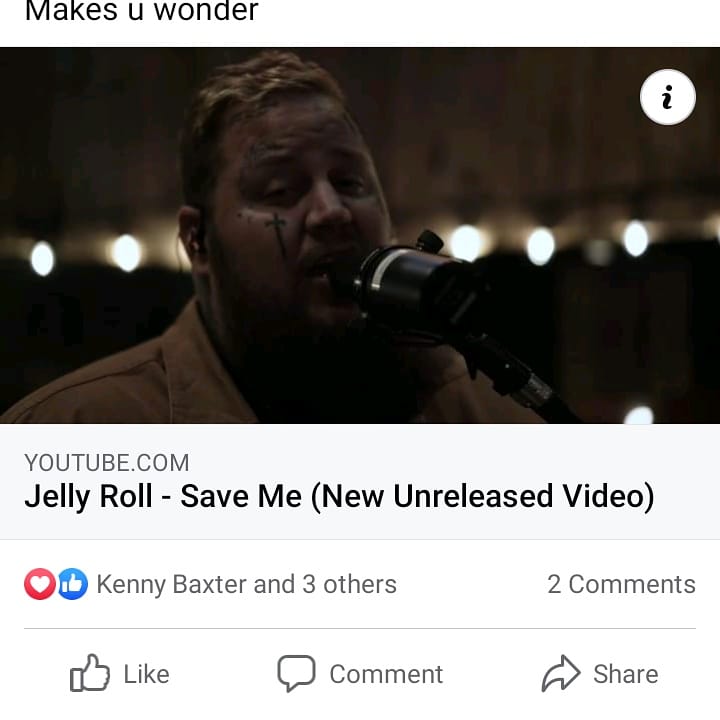 Makes u wonder
YOUTUBE.COM
Jelly Roll - Save Me (New Unreleased Video)
Kenny Baxter and 3 others
2 Comments
Like
Comment
Share